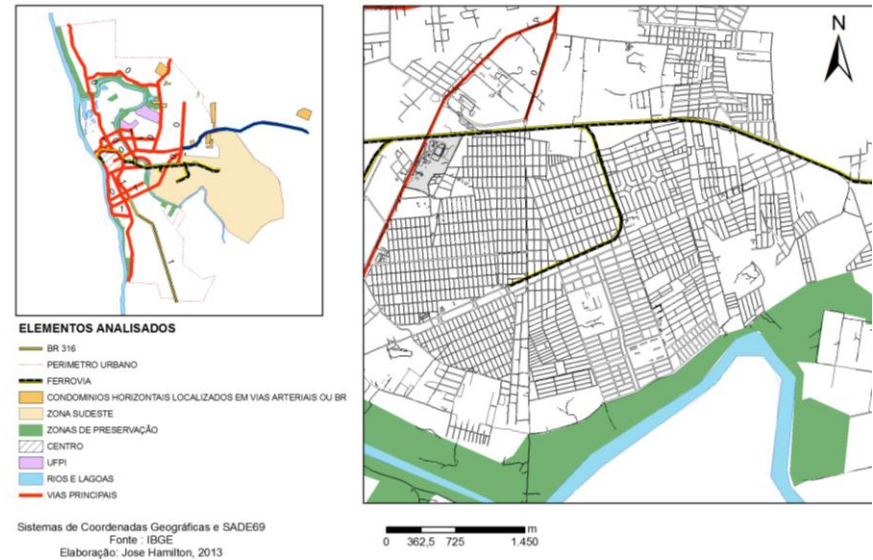 N
ELEMENTOS ANALISADOS
BR 316
PERIMETRO URBANO
FERROVIA
CONDOMINIOS HORIZONTAIS LOCALIZADOS EM VIAS ARTERIAIS OU BR
ZONA SUDESTE
ZONAS DE PRESERVAÇÃO
CENTRO
UFPI
RIOS E LAGOAS
VIAS PRINCIPAIS
Sistemas de Coordenadas Geográficas e SADE69
Fonte : IBGE
Elaboração: Jose Hamilton, 2013
m
0 362,5 725 1.450